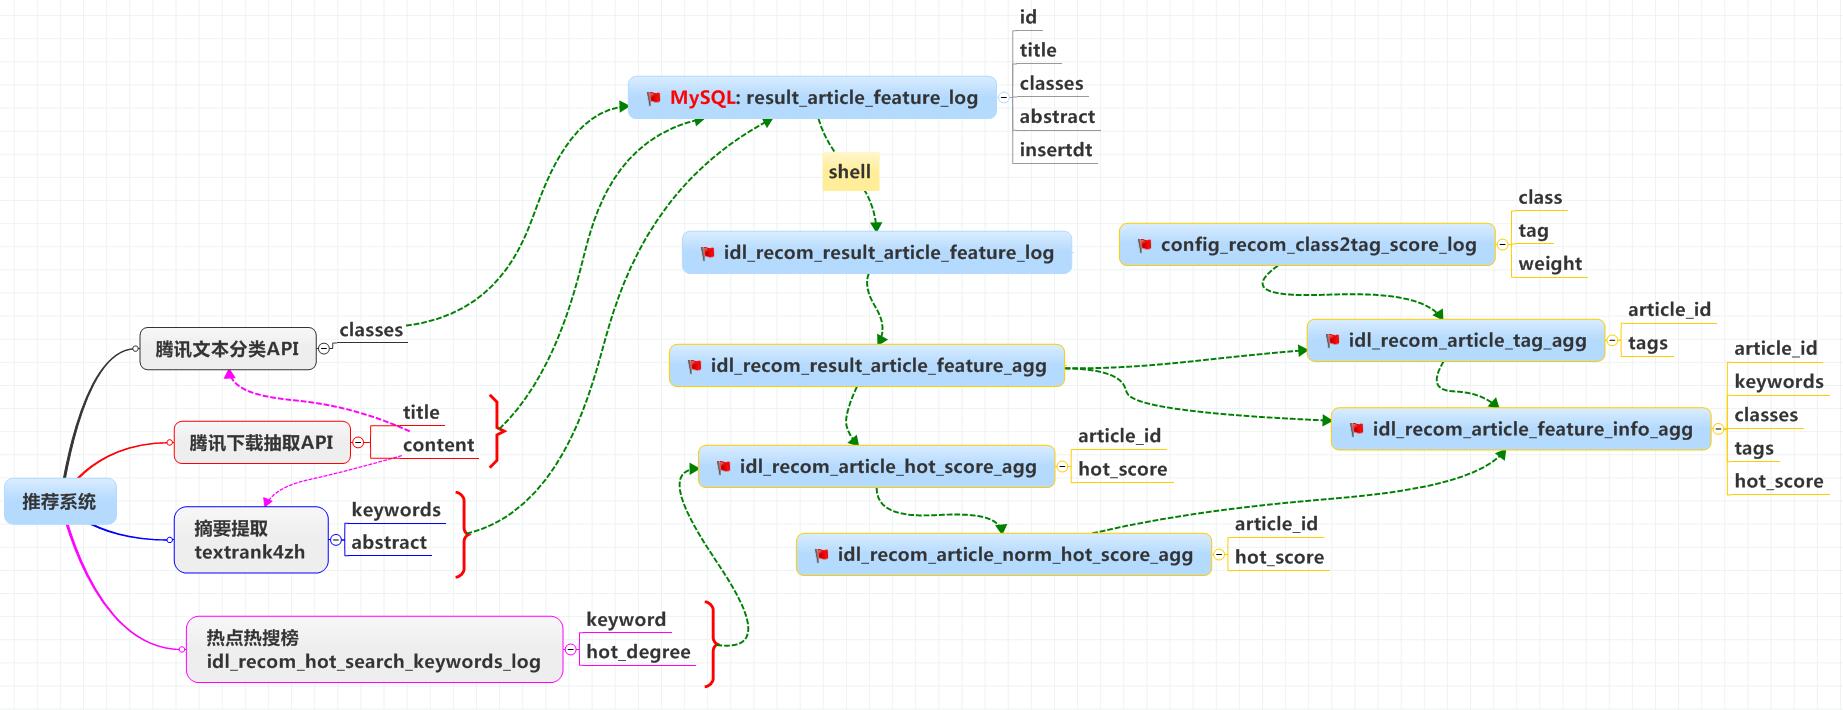 id
title
MySQL: result_article_feature_log
classes
abstract
insertdt
shell
idl_recom_result_article_feature_log
config_recom_class2tag_score_log
class
tag
weight
腾讯文本分类API
classes
idl_recom_result_article_feature_agg
idl_recom_article_tag_agg
article_id
tags
腾讯下载抽取API
title
content
idl_recom_article_feature_info_agg
article_id
keywords
classes
tags
hot_score
idl_recom_article_hot_score_agg
article_id
hot_score
推荐系统
摘要提取
textrank4zh
keywords
abstract
idl_recom_article_norm_hot_score_agg
article_id
hot_score
热点热搜榜
idl_recom_hot_search_keywords_log
keyword
hot_degree